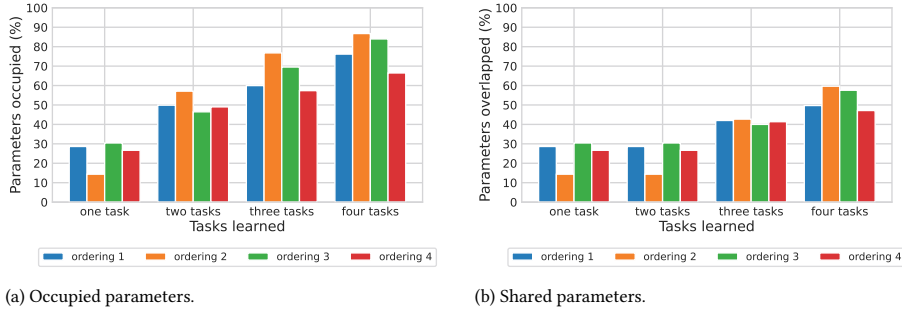 100
90
80
70
60
50
40
30
20
10
0
Parameters occupied (%)
one task two tasks three tasks four tasks
Tasks learned
ordering 1 ordering 2 ordering 3 ordering 4
(a) Occupied parameters.
100
90
80
70
60
50
40
30
20
10
0
Parameters overlapped (%)
one task two tasks three tasks four tasks
Tasks learned
ordering 1 ordering 2 ordering 3 ordering 4
(b) Shared parameters.